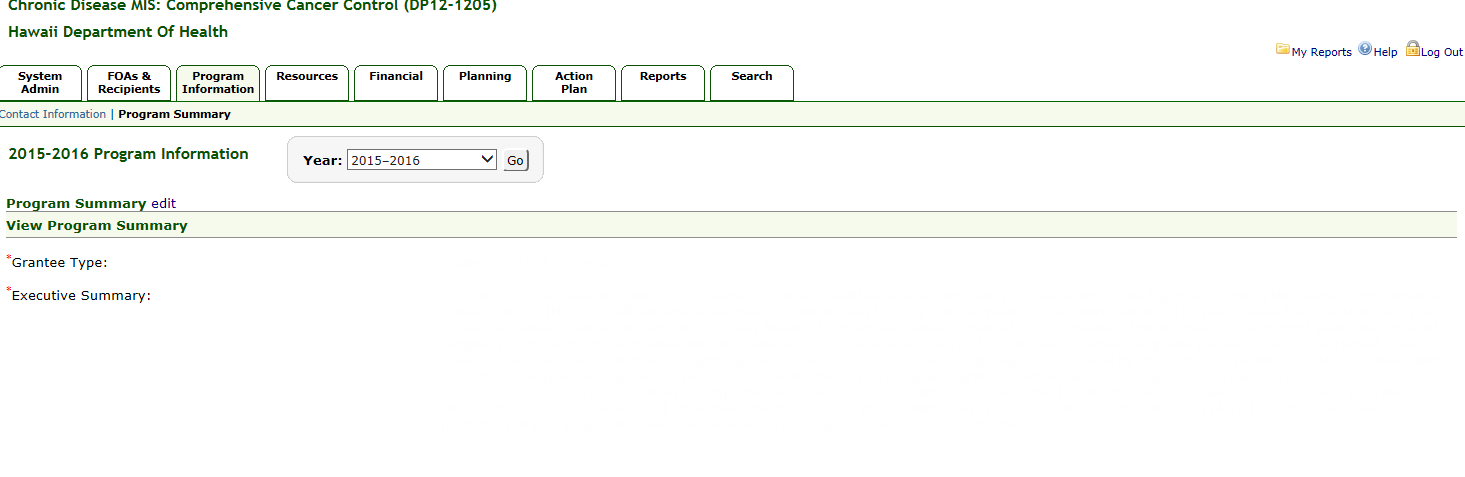 Chronic Disease MIS: Comprehensive Cancer Control (DP12-1205)
Hawaii Department Of Health
My Reports Help Log Out
System Admin
FOAs & Recipients
Program Information
Resources
Financial
Planning
Action Plan
Reports
Search
Contact Information | Program Summary
2015-2016 Program Information
Year: 2015–2016 Go
Program Summary edit
View Program Summary
*Grantee Type:
*Executive Summary: